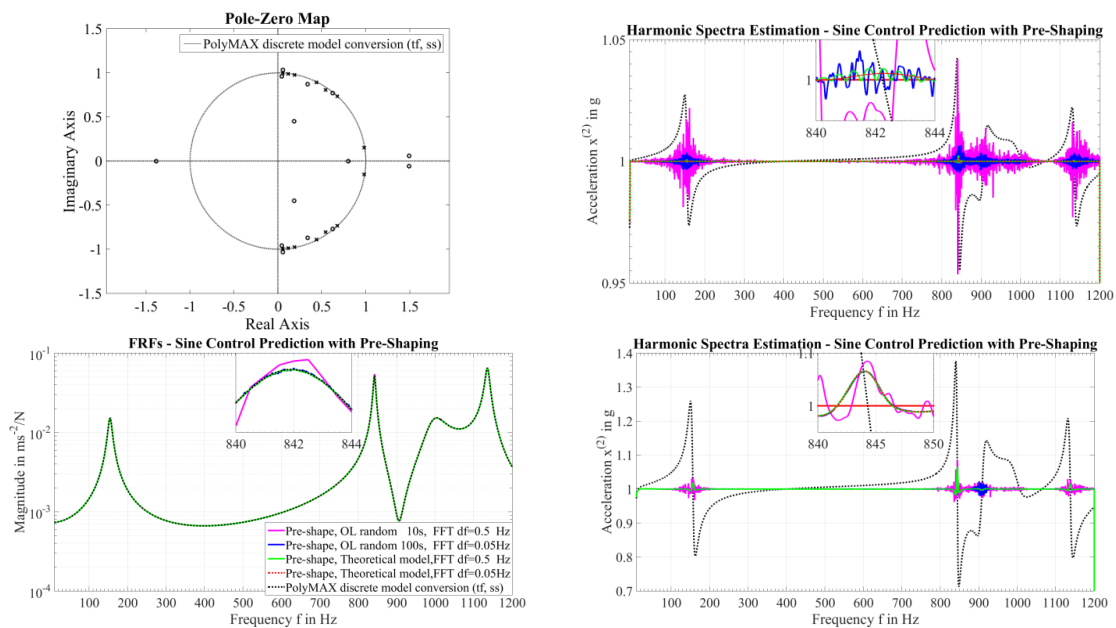 Pole-Zero Map
PolyMAX discrete model conversion (tf, ss)
Imaginary Axis
1.5
1
0.5
0
-0.5
-1
-1.5
-1.5
-1
-0.5
0
0.5
1
1.5
Real Axis
Harmonic Spectra Estimation - Sine Control Prediction with Pre-Shaping
Acceleration x(2) in g
1.05
1
0.95
1
840
842
844
100 200 300 400 500 600 700 800 900 1000 1100 1200
Frequency f in Hz
FRFs - Sine Control Prediction with Pre-Shaping
Magnitude in ms-2/N
10-1
10-2
10-3
10-4
840
842
844
Pre-shape, OL random 10s, FFT df=0.5 Hz
Pre-shape, OL random 100s, FFT df=0.05Hz
Pre-shape, Theoretical model,FFT df=0.5 Hz
Pre-shape, Theoretical model,FFT df=0.05Hz
PolyMAX discrete model conversion (tf, ss)
100 200 300 400 500 600 700 800 900 1000 1100 1200
Frequency f in Hz
Harmonic Spectra Estimation - Sine Control Prediction with Pre-Shaping
Acceleration x(2) in g
1.4
1.3
1.2
1.1
1
0.9
0.8
0.7
1.1
1
840
845
850
100 200 300 400 500 600 700 800 900 1000 1100 1200
Frequency f in Hz